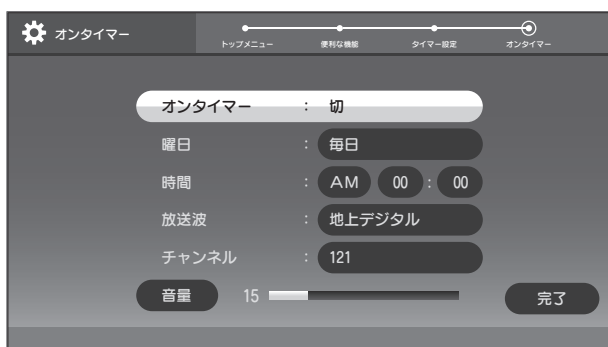 オンタイマー
トップメニュー 便利な機能 タイマー設定 オンタイマー
オンタイマー : 切
曜日 : 毎日
時間 : AM 00 : 00
放送波 : 地上デジタル
チャンネル : 121
音量 15
完了